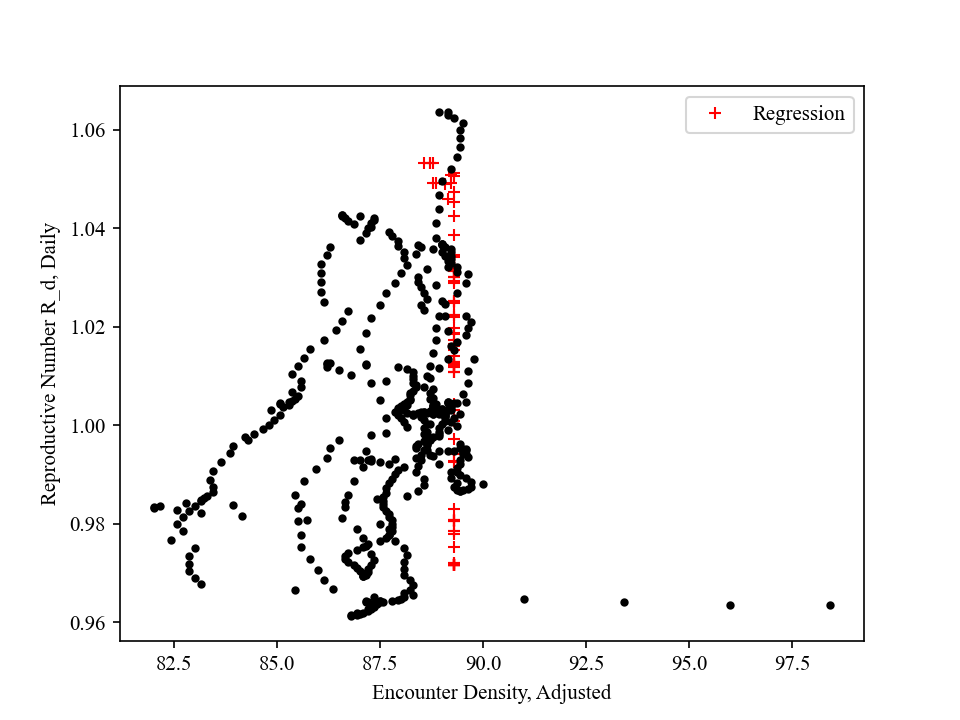 Regression
1.06
1.04
1.02
1.00
0.98
0.96
Reproductive Number R_d, Daily
82.5 85.0 87.5 90.0 92.5 95.0 97.5
Encounter Density, Adjusted